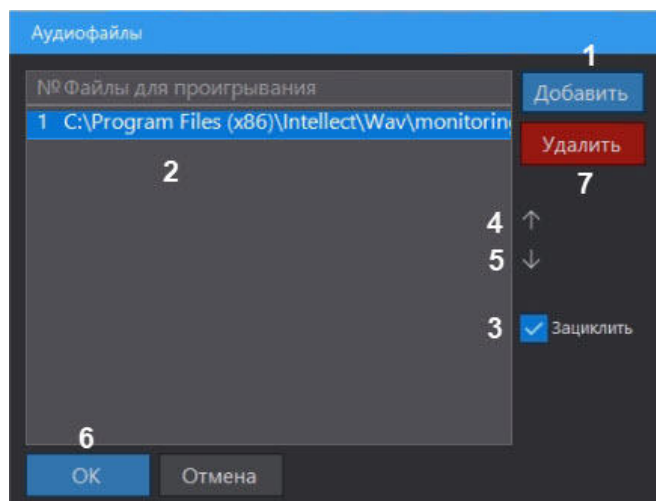 Аудиофайлы
1
№ Файлы для проигрывания
Добавить
1 C:\Program Files (x86)\Intellect\Wav\monitorin
Удалить
2
7
4 ↑
5 ↓
3 Зациклить
6
ОК Отмена